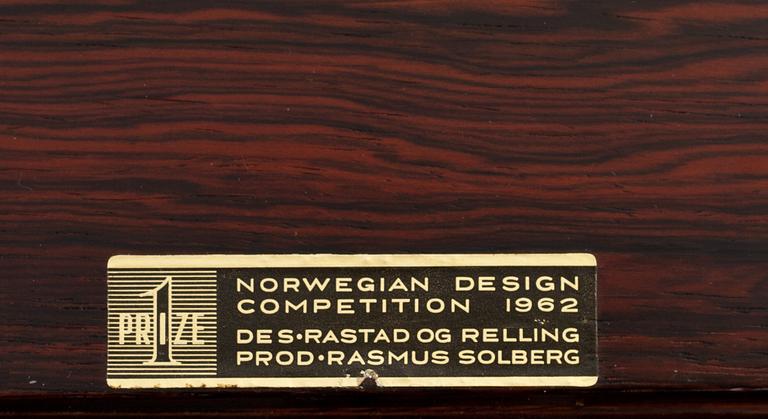 1 PRIZE
NORWEGIAN DESIGN
COMPETITION 1962
DES·RASTAD OG RELLING
PROD·RASMUS SOLBERG